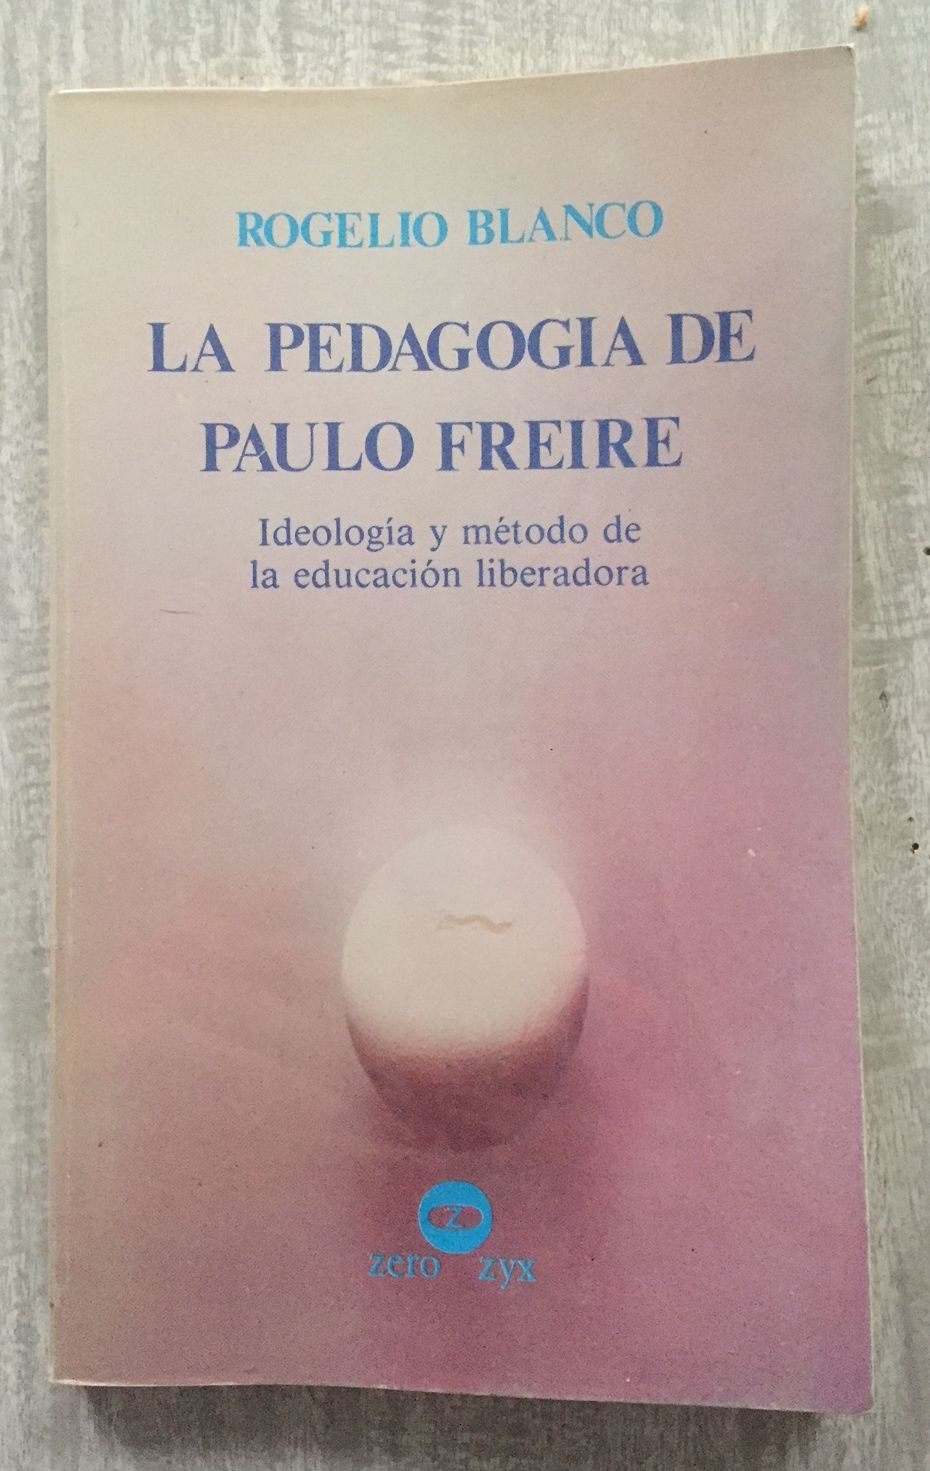 ROGELIO BLANCO
LA PEDAGOGIA DE
PAULO FREIRE
Ideología y método de
la educación liberadora
Z
zero zyx